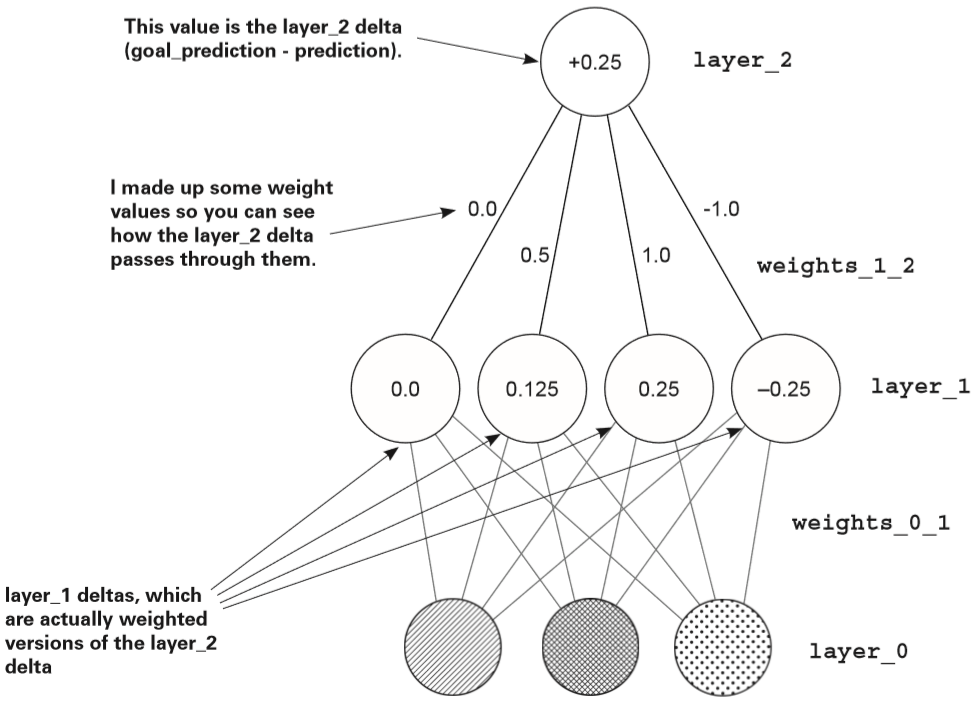 This value is the layer_2 delta
(goal_prediction - prediction).
+0.25
layer_2
I made up some weight
values so you can see
how the layer_2 delta
passes through them.
0.0
-1.0
0.5
1.0
weights_1_2
0.0
0.125
0.25
–0.25
layer_1
weights_0_1
layer_1 deltas, which
are actually weighted
versions of the layer_2
delta
layer_0